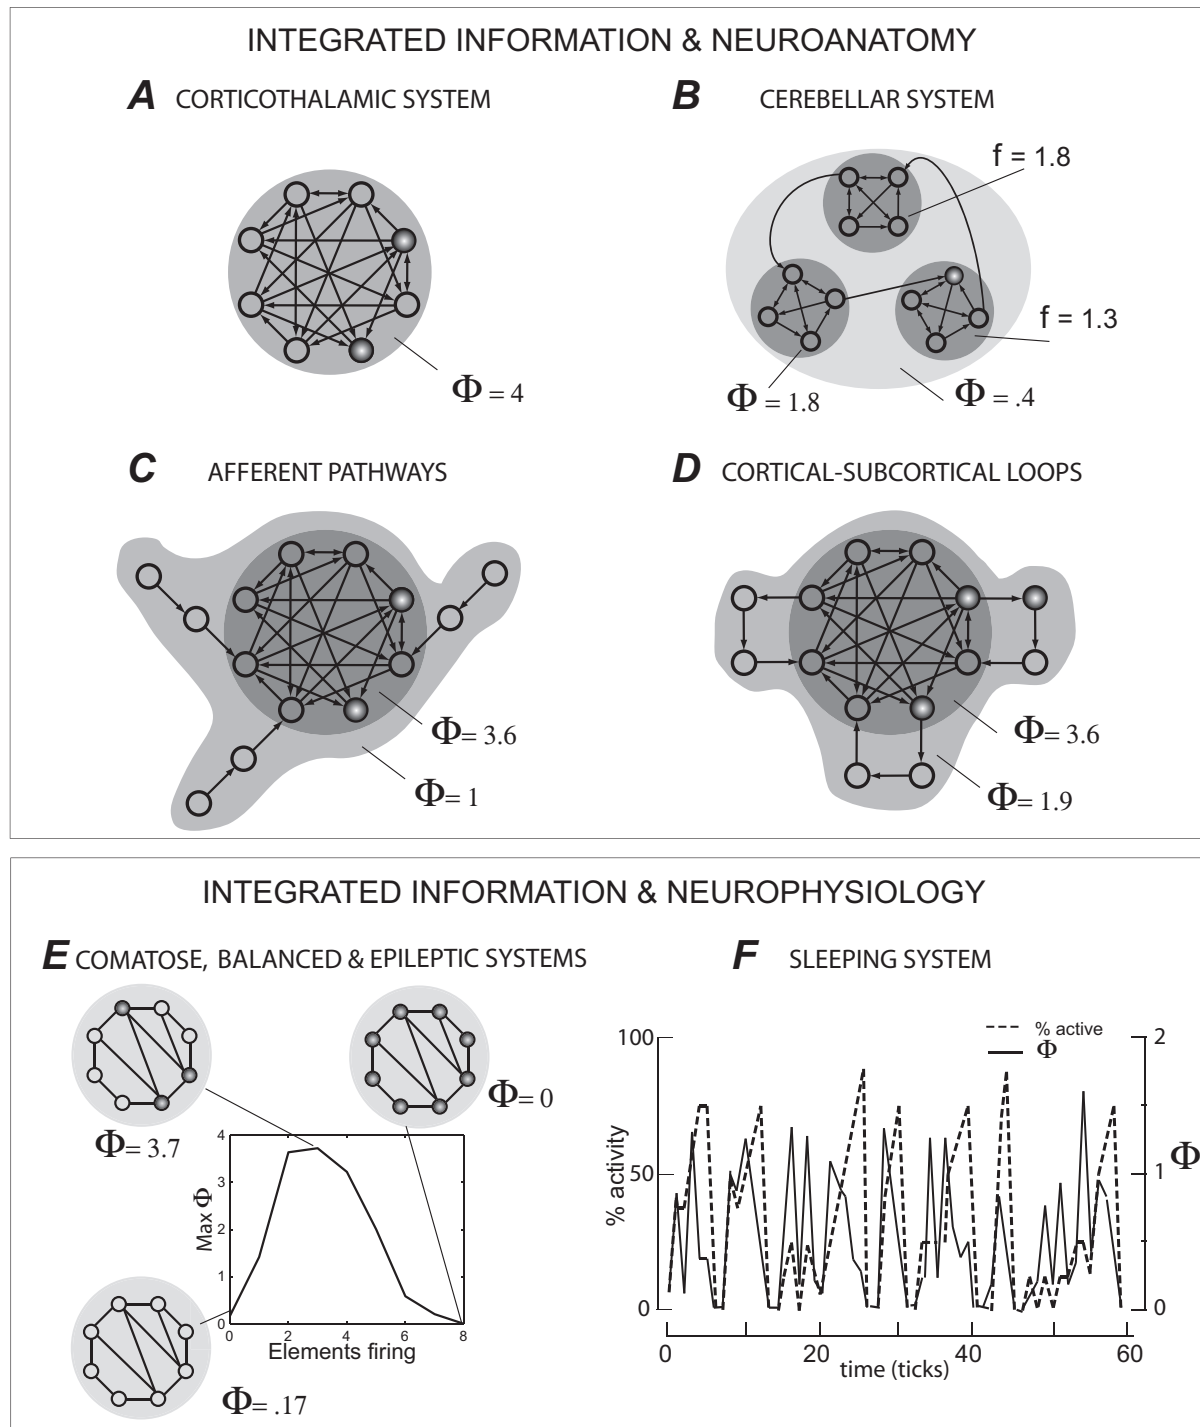 INTEGRATED INFORMATION & NEUROANATOMY
A CORTICOTHALAMIC SYSTEM
Φ = 4
B CEREBELLAR SYSTEM
f = 1.8
f = 1.3
Φ = 1.8
Φ = .4
C AFFERENT PATHWAYS
Φ= 3.6
Φ= 1
D CORTICAL-SUBCORTICAL LOOPS
Φ= 3.6
Φ= 1.9
INTEGRATED INFORMATION & NEUROPHYSIOLOGY
E COMATOSE, BALANCED & EPILEPTIC SYSTEMS
Φ= 3.7
Φ= 0
Max Φ
4
3
2
1
0
0 2 4 6 8
Elements firing
Φ= .17
F SLEEPING SYSTEM
% active
Φ
% activity
100
50
0
2
1
0
Φ
0 20 40 60
time (ticks)